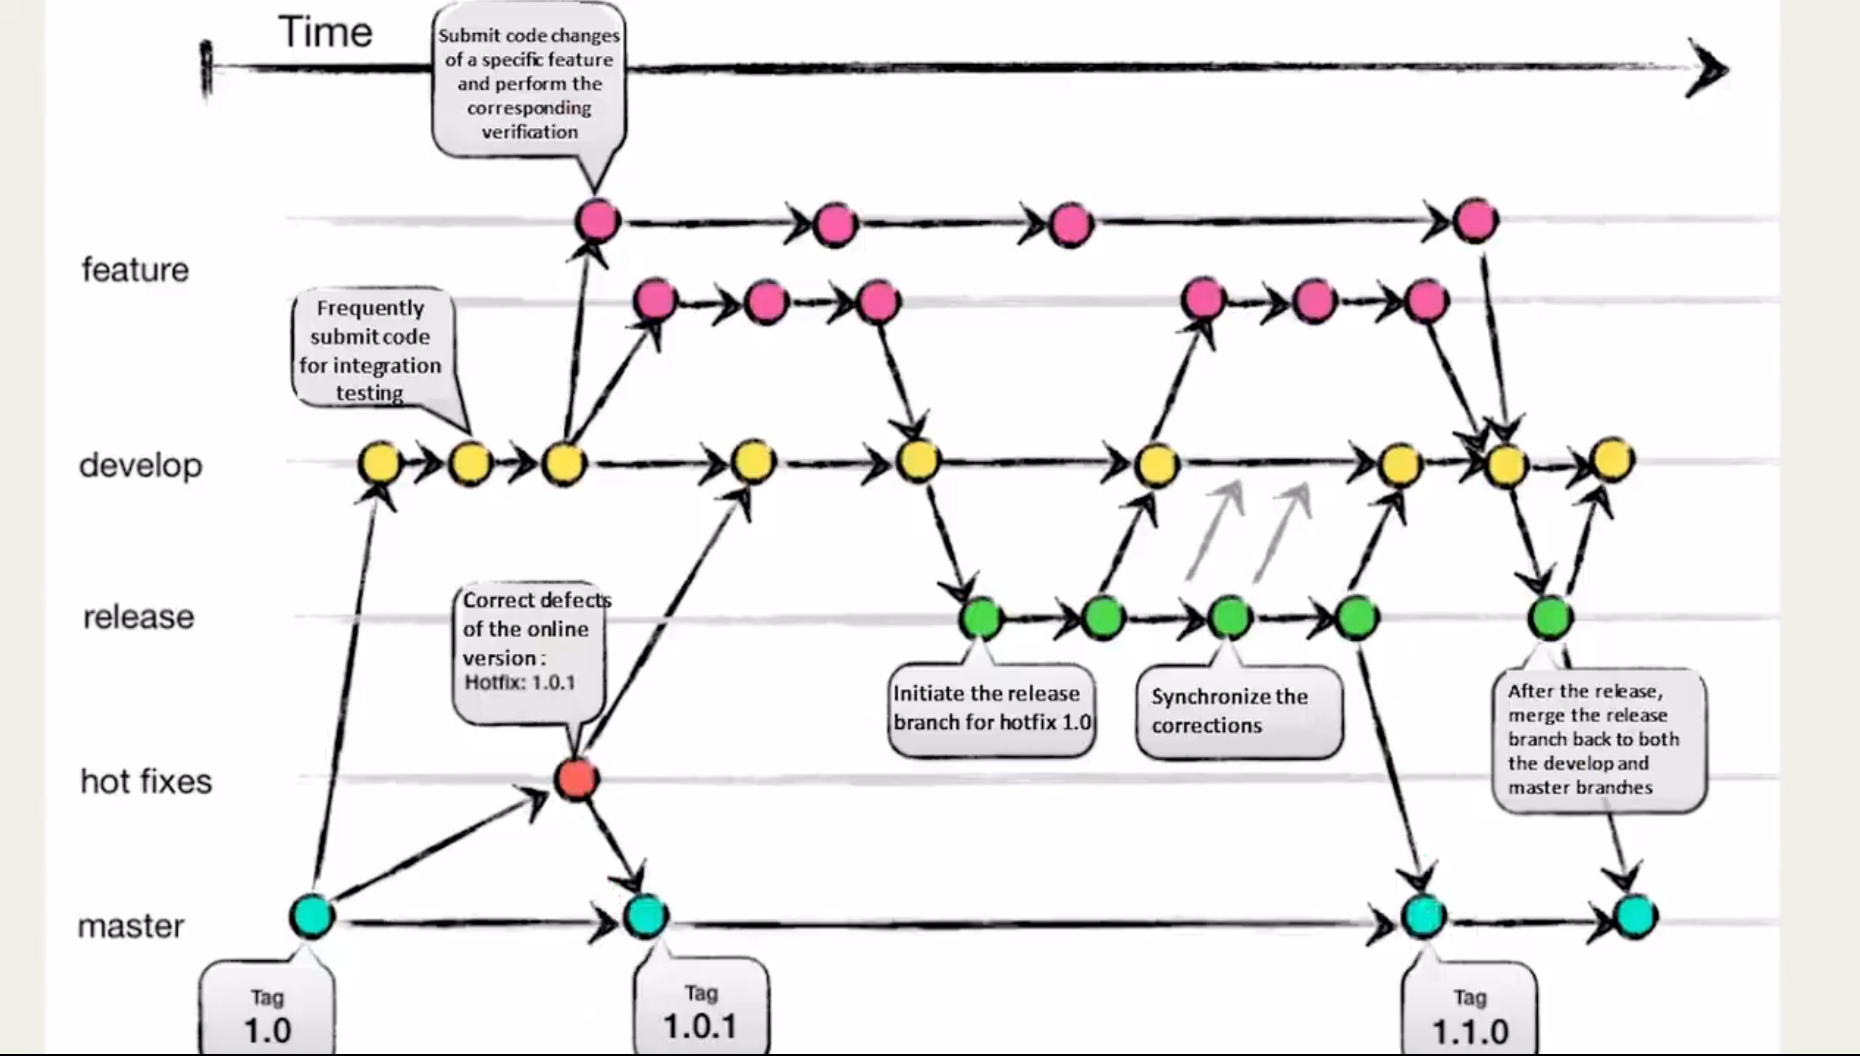 Time
Submit code changes
of a specific feature
and perform the
corresponding
verification
feature
Frequently
submit code
for integration
testing
develop
release
Correct defects
of the online
version:
Hotfix: 1.0.1
Initiate the release
branch for hotfix 1.0
Synchronize the
corrections
After the release,
merge the release
branch back to both
the develop and
master branches
hot fixes
master
Tag
1.0
Tag
1.0.1
Tag
1.1.0